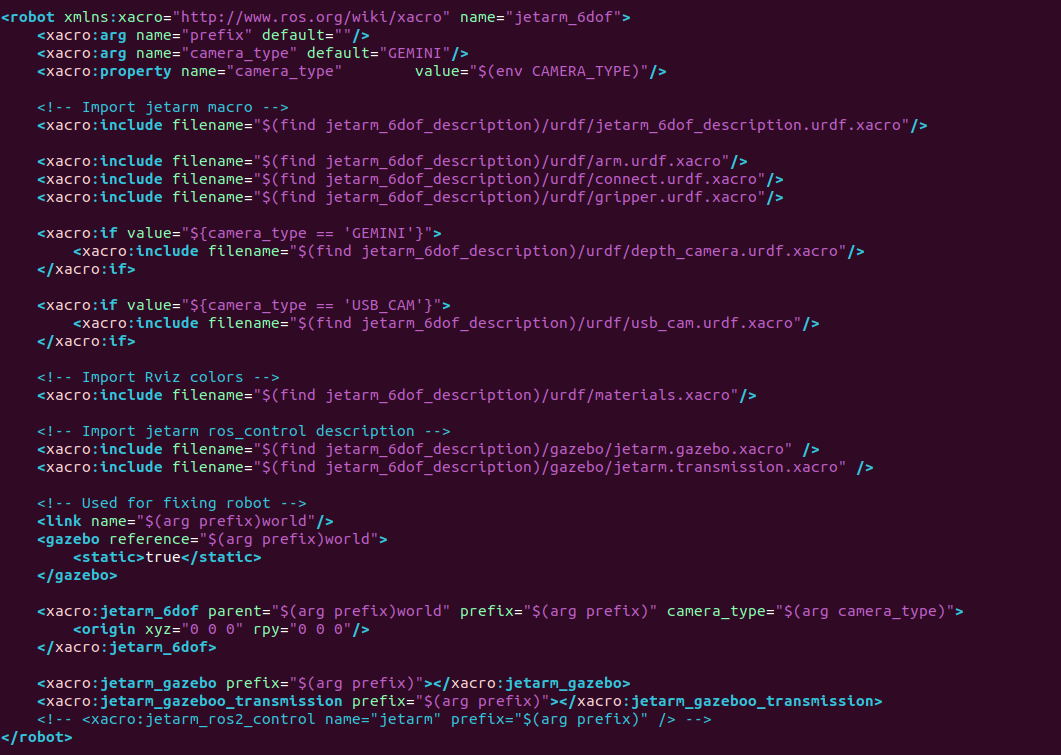 <robot xmlns:xacro="http://www.ros.org/wiki/xacro" name="jetarm_6dof">
    <xacro:arg name="prefix" default=""/>
    <xacro:arg name="camera_type" default="GEMINI"/>
    <xacro:property name="camera_type"        value="$(env CAMERA_TYPE)"/>

    <!-- Import jetarm macro -->
    <xacro:include filename="$(find jetarm_6dof_description)/urdf/jetarm_6dof_description.urdf.xacro"/>

    <xacro:include filename="$(find jetarm_6dof_description)/urdf/arm.urdf.xacro"/>
    <xacro:include filename="$(find jetarm_6dof_description)/urdf/connect.urdf.xacro"/>
    <xacro:include filename="$(find jetarm_6dof_description)/urdf/gripper.urdf.xacro"/>

    <xacro:if value="${camera_type == 'GEMINI'}">
        <xacro:include filename="$(find jetarm_6dof_description)/urdf/depth_camera.urdf.xacro"/>
    </xacro:if>

    <xacro:if value="${camera_type == 'USB_CAM'}">
        <xacro:include filename="$(find jetarm_6dof_description)/urdf/usb_cam.urdf.xacro"/>
    </xacro:if>

    <!-- Import Rviz colors -->
    <xacro:include filename="$(find jetarm_6dof_description)/urdf/materials.xacro"/>

    <!-- Import jetarm ros_control description -->
    <xacro:include filename="$(find jetarm_6dof_description)/gazebo/jetarm.gazebo.xacro" />
    <xacro:include filename="$(find jetarm_6dof_description)/gazebo/jetarm.transmission.xacro" />

    <!-- Used for fixing robot -->
    <link name="$(arg prefix)world"/>
    <gazebo reference="$(arg prefix)world">
        <static>true</static>
    </gazebo>

    <xacro:jetarm_6dof parent="$(arg prefix)world" prefix="$(arg prefix)" camera_type="$(arg camera_type)">
        <origin xyz="0 0 0" rpy="0 0 0"/>
    </xacro:jetarm_6dof>

    <xacro:jetarm_gazebo prefix="$(arg prefix)"></xacro:jetarm_gazebo>
    <xacro:jetarm_gazeboo_transmission prefix="$(arg prefix)"></xacro:jetarm_gazeboo_transmission>
    <!-- <xacro:jetarm_ros2_control name="jetarm" prefix="$(arg prefix)" /> -->
</robot>